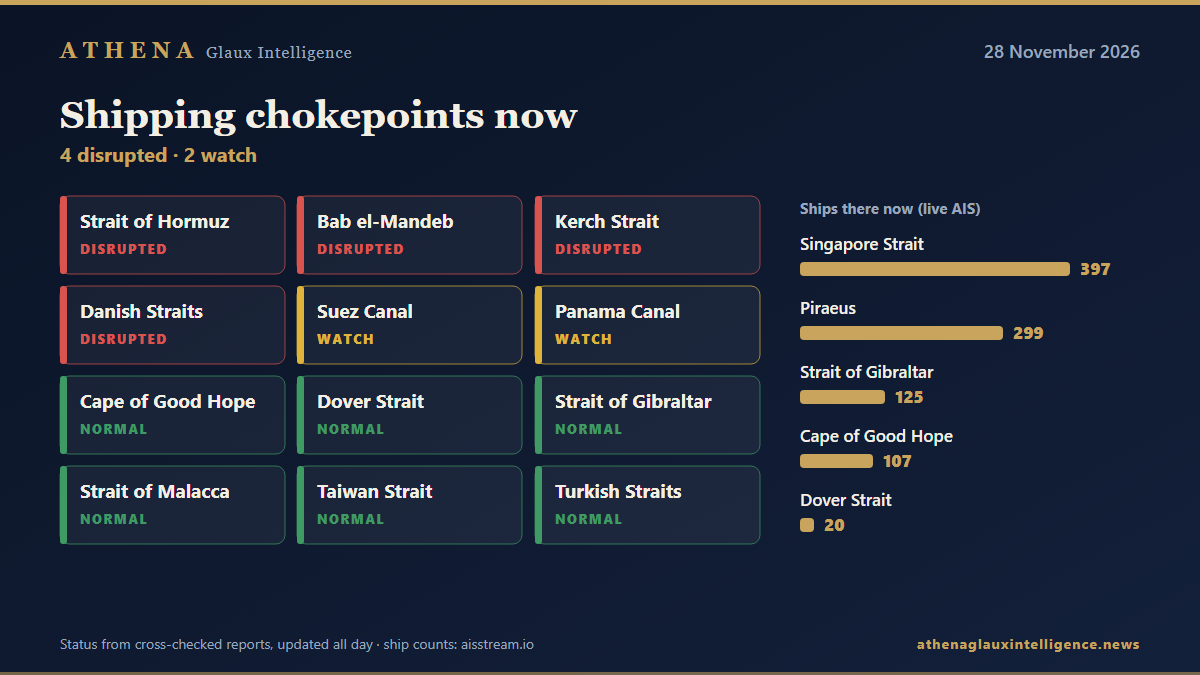 ATHENA Glaux Intelligence
28 November 2026
Shipping chokepoints now
4 disrupted · 2 watch
Strait of Hormuz
DISRUPTED
Bab el-Mandeb
DISRUPTED
Kerch Strait
DISRUPTED
Danish Straits
DISRUPTED
Suez Canal
WATCH
Panama Canal
WATCH
Cape of Good Hope
NORMAL
Dover Strait
NORMAL
Strait of Gibraltar
NORMAL
Strait of Malacca
NORMAL
Taiwan Strait
NORMAL
Turkish Straits
NORMAL
Ships there now (live AIS)
Singapore Strait
397
Piraeus
299
Strait of Gibraltar
125
Cape of Good Hope
107
Dover Strait
20
Status from cross-checked reports, updated all day · ship counts: aisstream.io
athenaglauxintelligence.news